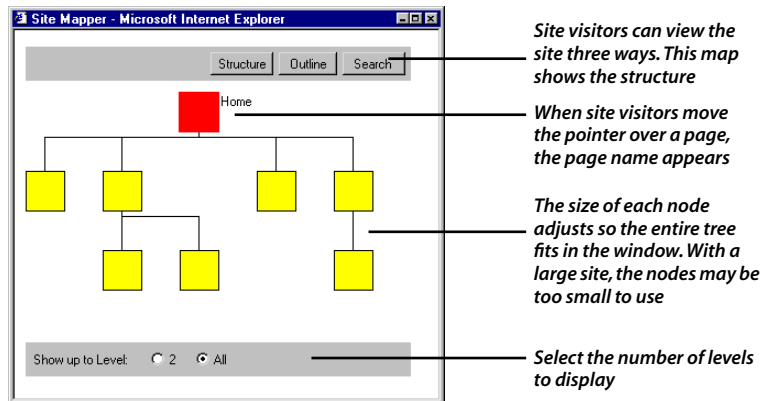 Site Mapper - Microsoft Internet Explorer
Structure Outline Search
Home
Show up to Level: 2 All
Site visitors can view the
site three ways. This map
shows the structure
When site visitors move
the pointer over a page,
the page name appears
The size of each node
adjusts so the entire tree
fits in the window. With a
large site, the nodes may be
too small to use
Select the number of levels
to display